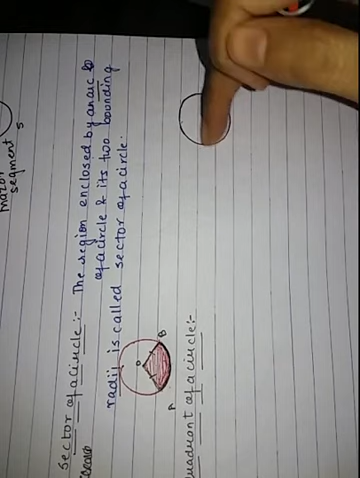 major
segment s
Sector of a circle :- The region enclosed by an arc
of a circle & its two bounding
radii is called sector of a circle.
O
B
A
Quadrant of a circle :-